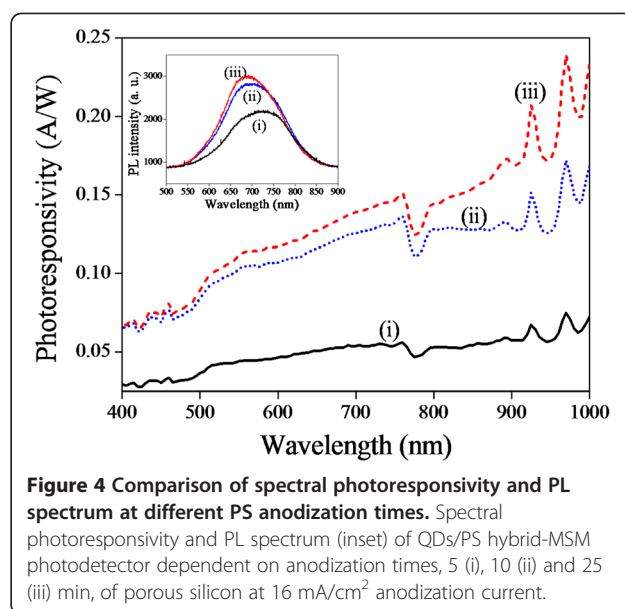 0.25
0.20
0.15
0.10
0.05
Photoresponsivity (A/W)
400 500 600 700 800 900 1000
Wavelength (nm)
(iii)
(ii)
(i)
3000
2000
1000
PL intensity (a. u.)
500 550 600 650 700 750 800 850 900
Wavelength (nm)
(iii)
(ii)
(i)
Figure 4 Comparison of spectral photoresponsivity and PL
spectrum at different PS anodization times. Spectral
photoresponsivity and PL spectrum (inset) of QDs/PS hybrid-MSM
photodetector dependent on anodization times, 5 (i), 10 (ii) and 25
(iii) min, of porous silicon at 16 mA/cm² anodization current.